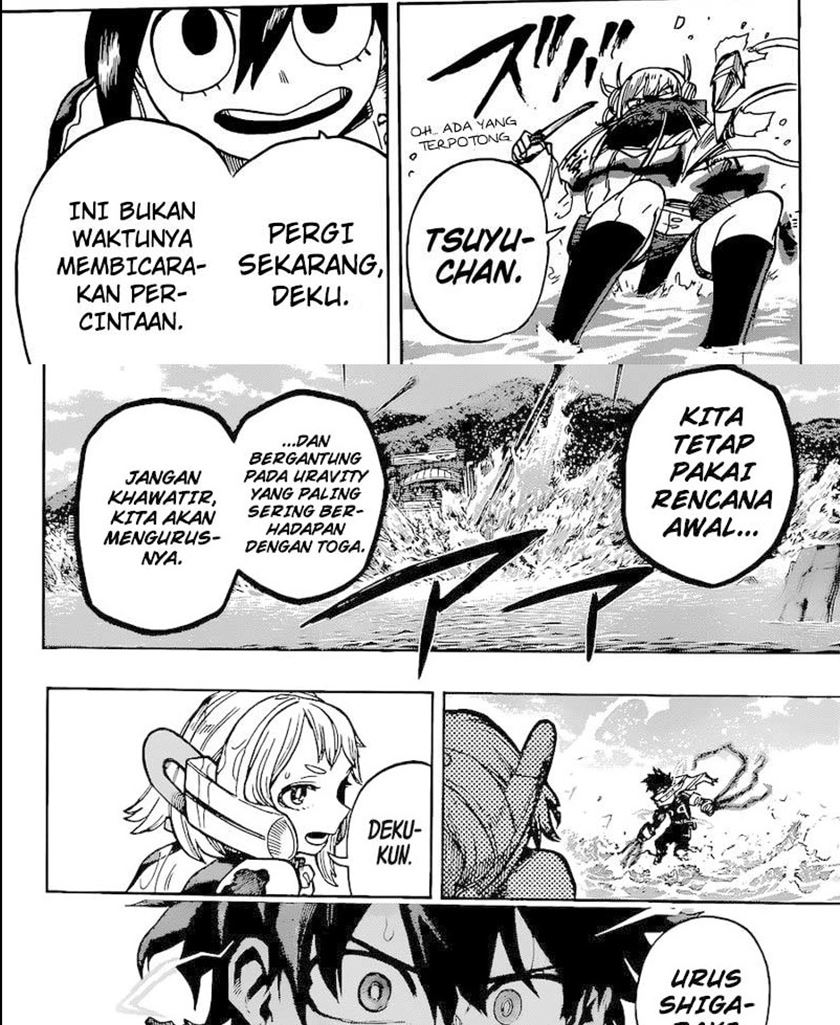 OH... ADA YANG
TERPOTONG
TSUYU-
CHAN.
PERGI
SEKARANG,
DEKU.
INI BUKAN
WAKTUNYA
MEMBICARA-
KAN PER-
CINTAAN.
KITA
TETAP
PAKAI
RENCANA
AWAL...
...DAN
BERGANTUNG
PADA URAVITY
YANG PALING
SERING BER-
HADAPAN
DENGAN TOGA.
JANGAN
KHAWATIR,
KITA AKAN
MENGURUS-
NYA.
DEKU-
KUN.
URUS
SHIGA-